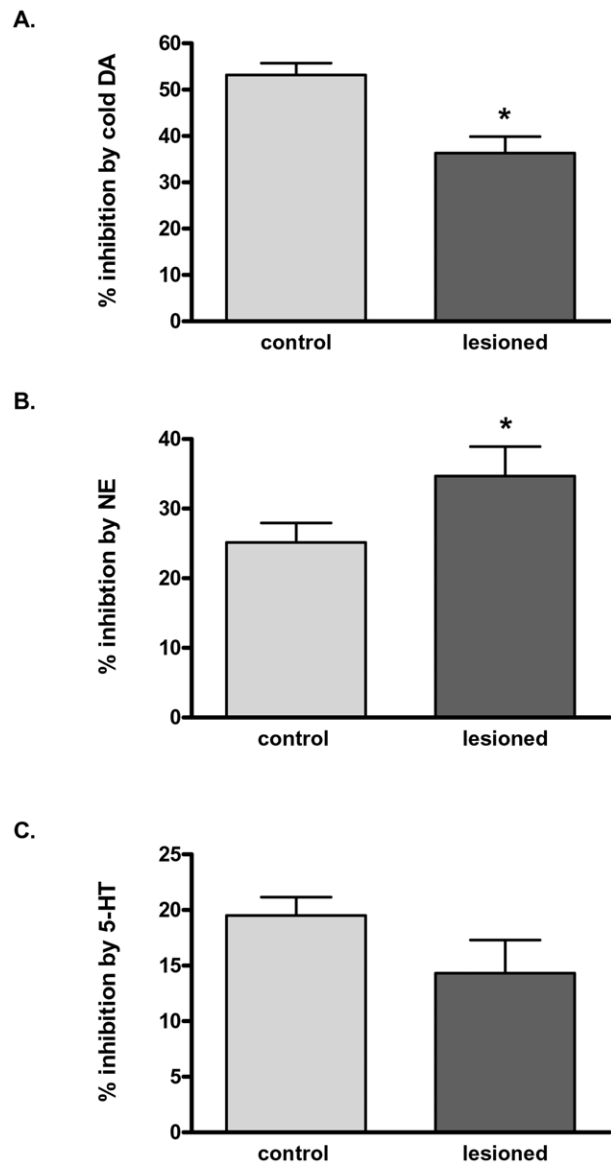 A.
% inhibition by cold DA
60
50
40
30
20
10
0
*
control lesioned
B.
% inhibtion by NE
40
30
20
10
0
*
control lesioned
C.
% inhibition by 5-HT
25
20
15
10
5
0
control lesioned